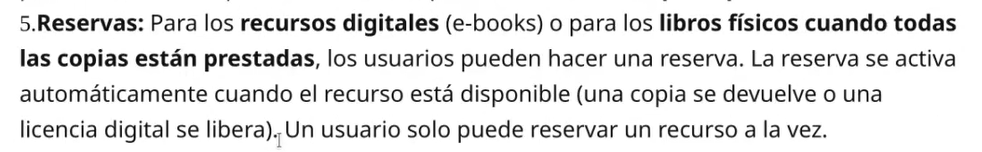 5.Reservas: Para los recursos digitales (e-books) o para los libros físicos cuando todas
las copias están prestadas, los usuarios pueden hacer una reserva. La reserva se activa
automáticamente cuando el recurso está disponible (una copia se devuelve o una
licencia digital se libera). Un usuario solo puede reservar un recurso a la vez.